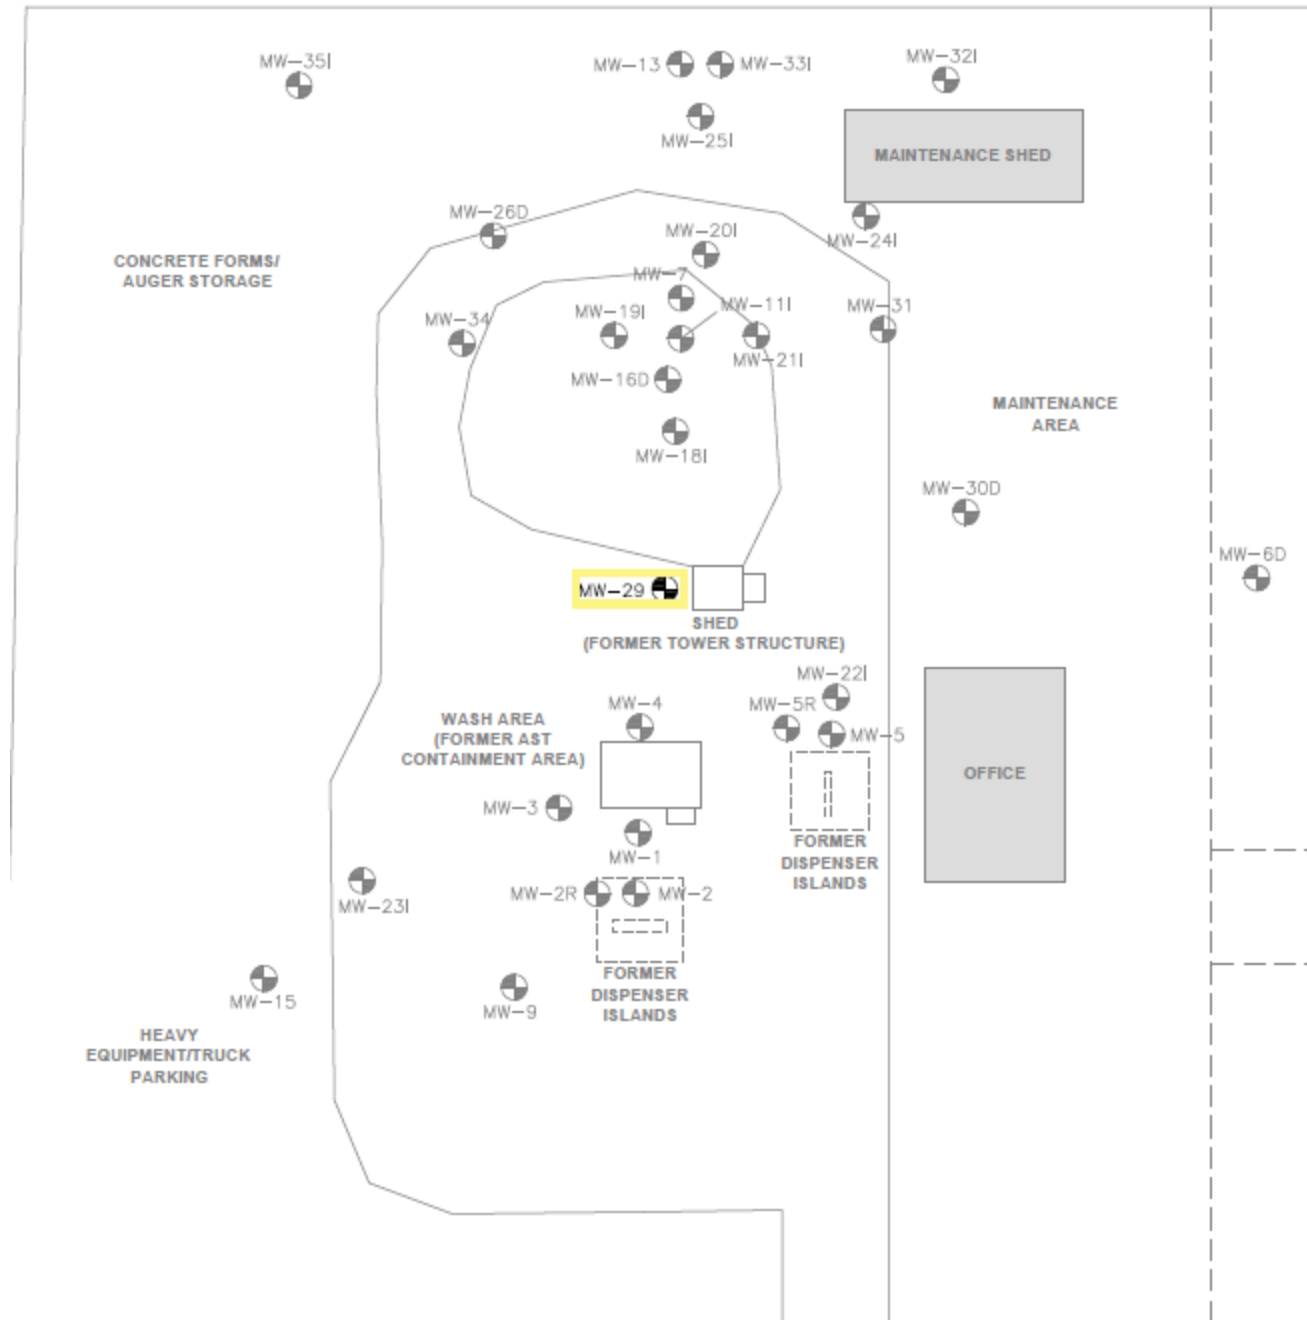 MW-35I
MW-13
MW-33I
MW-32I
MW-25I
MAINTENANCE SHED
MW-26D
MW-20I
MW-24I
CONCRETE FORMS/
AUGER STORAGE
MW-7
MW-11I
MW-31
MW-19I
MW-34
MW-21I
MW-16D
MAINTENANCE
AREA
MW-18I
MW-30D
MW-6D
MW-29
SHED
(FORMER TOWER STRUCTURE)
MW-22I
MW-4
MW-5R
MW-5
WASH AREA
(FORMER AST
CONTAINMENT AREA)
OFFICE
MW-3
FORMER
DISPENSER
ISLANDS
MW-1
MW-2R
MW-2
MW-23I
FORMER
DISPENSER
ISLANDS
MW-15
MW-9
HEAVY
EQUIPMENT/TRUCK
PARKING